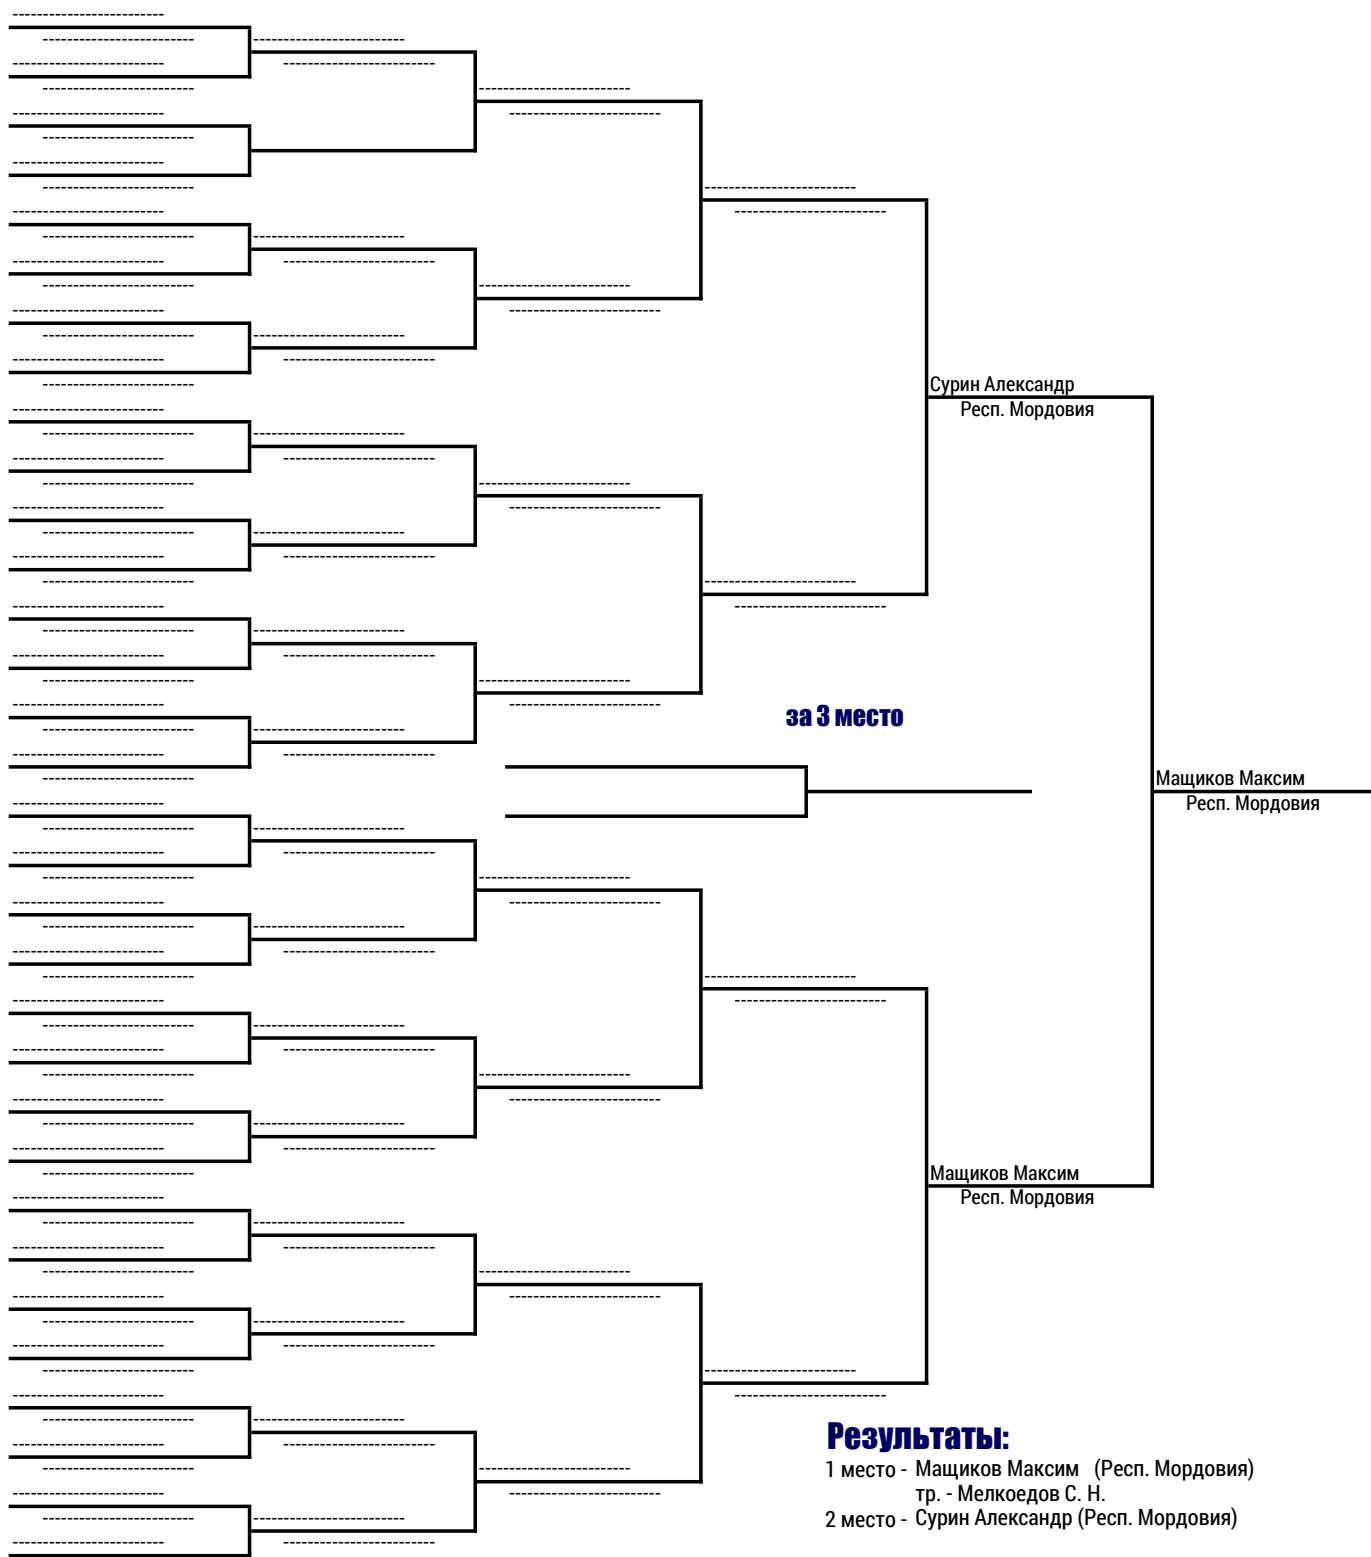 Сурин Александр
Респ. Мордовия
за 3 место
Мащиков Максим
Респ. Мордовия
Мащиков Максим
Респ. Мордовия
Результаты:
1 место - Мащиков Максим (Респ. Мордовия)
тр. - Мелкоедов С. Н.
2 место - Сурин Александр (Респ. Мордовия)